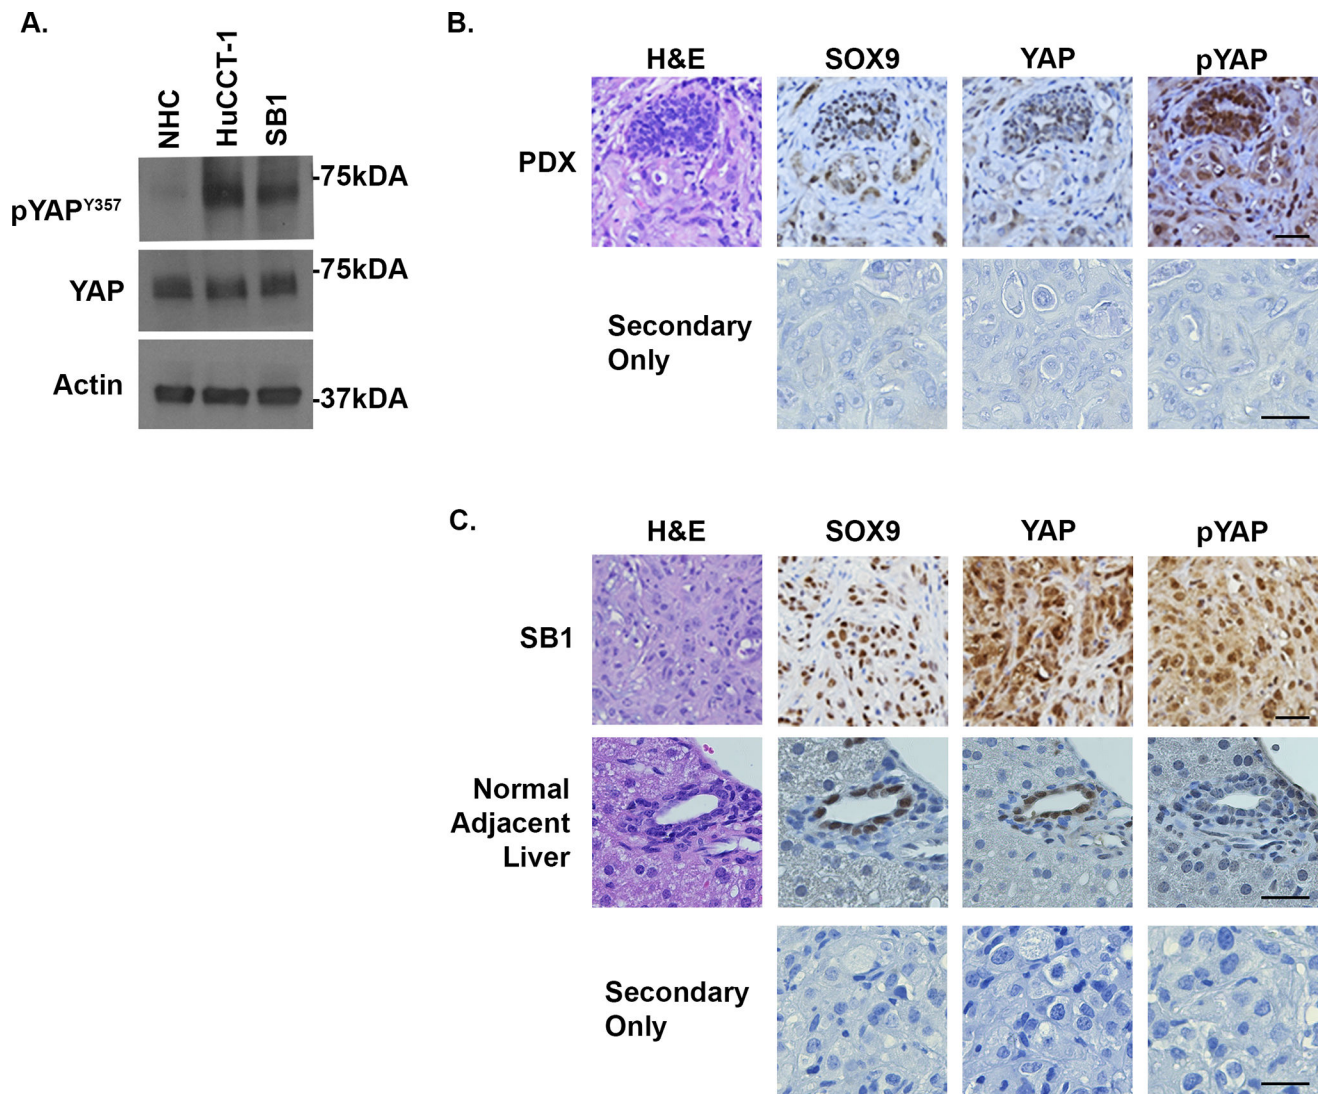 A.
NHC
HuCCT-1
SB1
pYAPY357
-75kDA
YAP
-75kDA
Actin
-37kDA
B.
H&E
SOX9
YAP
pYAP
PDX
Secondary
Only
C.
H&E
SOX9
YAP
pYAP
SB1
Normal
Adjacent
Liver
Secondary
Only